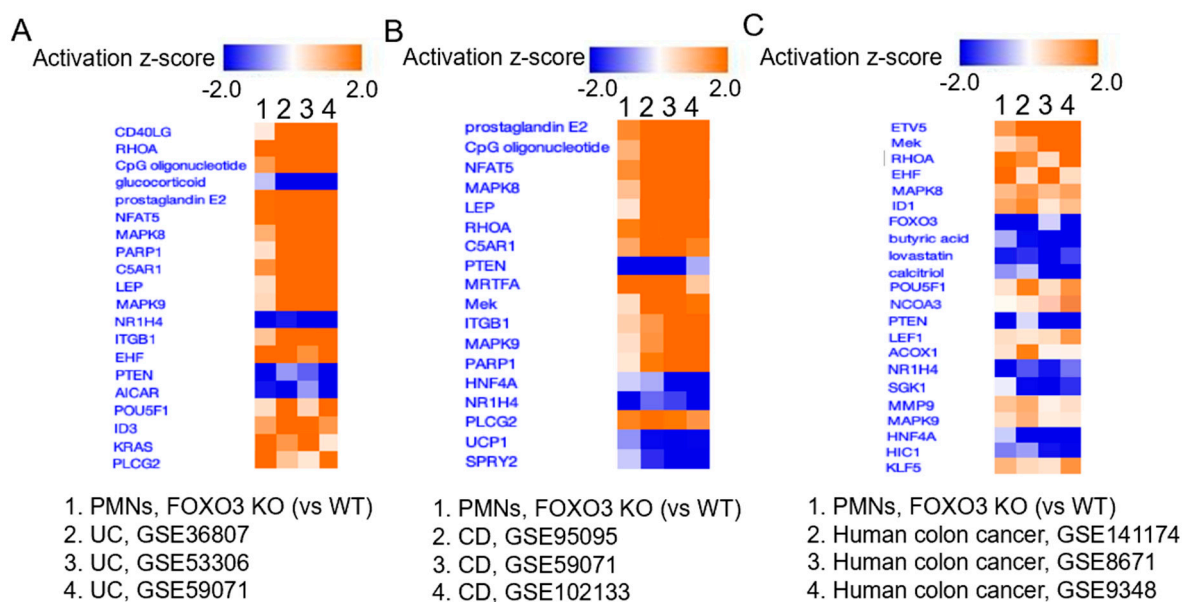 A
Activation z-score
-2.0 2.0
1 2 3 4
CD40LG
RHOA
CpG oligonucleotide
glucocorticoid
prostaglandin E2
NFAT5
MAPK8
PARP1
C5AR1
LEP
MAPK9
NR1H4
ITGB1
EHF
PTEN
AICAR
POU5F1
ID3
KRAS
PLCG2
1. PMNs, FOXO3 KO (vs WT)
2. UC, GSE36807
3. UC, GSE53306
4. UC, GSE59071
B
Activation z-score
-2.0 2.0
1 2 3 4
prostaglandin E2
CpG oligonucleotide
NFAT5
MAPK8
LEP
RHOA
C5AR1
PTEN
MRTFA
Mek
ITGB1
MAPK9
PARP1
HNF4A
NR1H4
PLCG2
UCP1
SPRY2
1. PMNs, FOXO3 KO (vs WT)
2. CD, GSE95095
3. CD, GSE59071
4. CD, GSE102133
C
Activation z-score
-2.0 2.0
1 2 3 4
ETV5
Mek
RHOA
EHF
MAPK8
ID1
FOXO3
butyric acid
lovastatin
calcitriol
POU5F1
NCOA3
PTEN
LEF1
ACOX1
NR1H4
SGK1
MMP9
MAPK9
HNF4A
HIC1
KLF5
1. PMNs, FOXO3 KO (vs WT)
2. Human colon cancer, GSE141174
3. Human colon cancer, GSE8671
4. Human colon cancer, GSE9348